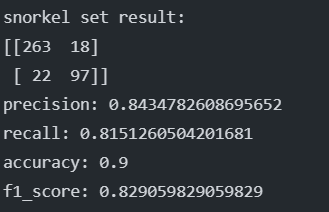 snorkel set result:
[[263  18]
 [ 22  97]]
precision: 0.8434782608695652
recall: 0.8151260504201681
accuracy: 0.9
f1_score: 0.829059829059829